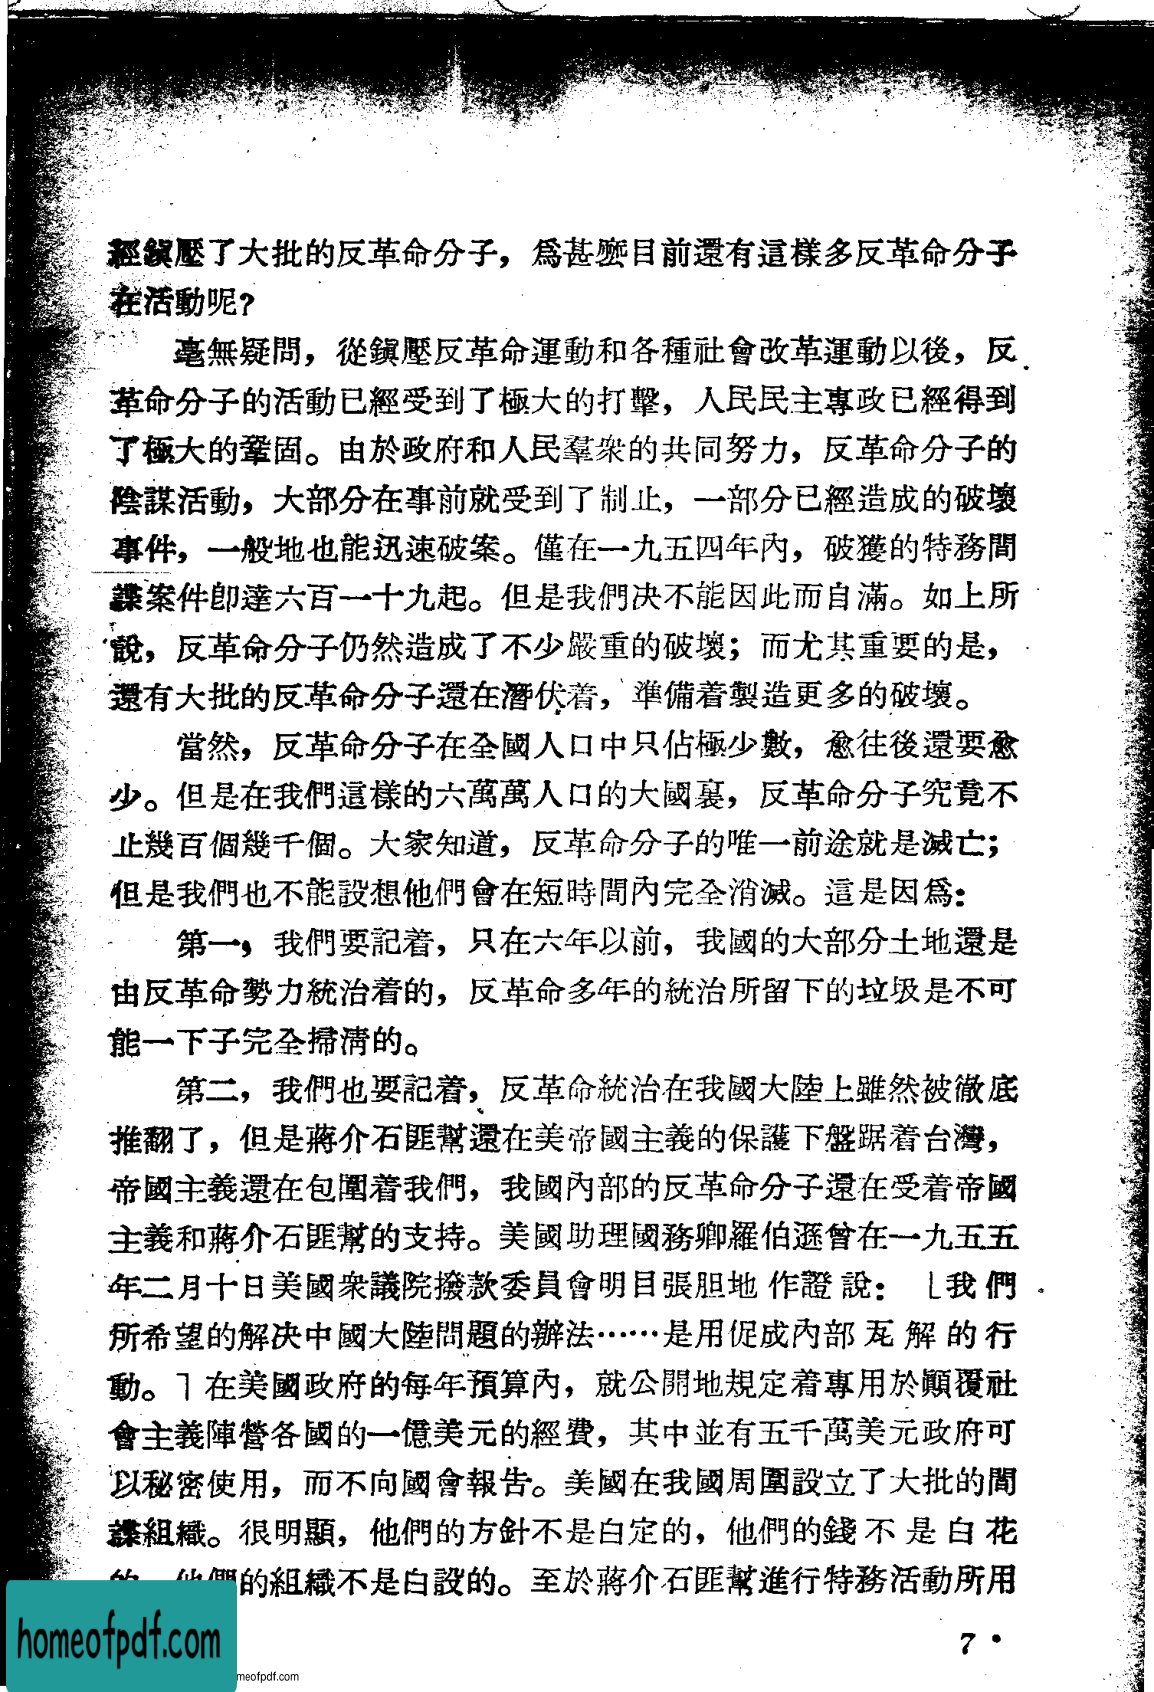 經鎭壓了大批的反革命分子，爲甚麼目前還有這樣多反革命分子
在活動呢？
毫無疑問，從鎭壓反革命運動和各種社會改革運動以後，反
革命分子的活動已經受到了極大的打擊，人民民主專政已經得到
了極大的鞏固。由於政府和人民羣衆的共同努力，反革命分子的
陰謀活動，大部分在事前就受到了制止，一部分已經造成的破壞
事件，一般地也能迅速破案。僅在一九五四年內，破獲的特務間
諜案件卽達六百一十九起。但是我們决不能因此而自滿。如上所
說，反革命分子仍然造成了不少嚴重的破壞；而尤其重要的是，
還有大批的反革命分子還在潛伏着，準備着製造更多的破壞。
當然，反革命分子在全國人口中只佔極少數，愈往後還要愈
少。但是在我們這樣的六萬萬人口的大國裏，反革命分子究竟不
止幾百個幾千個。大家知道，反革命分子的唯一前途就是滅亡；
但是我們也不能設想他們會在短時間內完全消滅。這是因爲：
第一，我們要記着，只在六年以前，我國的大部分土地還是
由反革命勢力統治着的，反革命多年的統治所留下的垃圾是不可
能一下子完全掃淸的。
第二，我們也要記着，反革命統治在我國大陸上雖然被徹底
推翻了，但是蔣介石匪幫還在美帝國主義的保護下盤踞着台灣，
帝國主義還在包圍着我們，我國內部的反革命分子還在受着帝國
主義和蔣介石匪幫的支持。美國助理國務卿羅伯遜曾在一九五五
年二月十日美國衆議院撥款委員會明目張胆地作證說：⌊我們
所希望的解决中國大陸問題的辦法……是用促成內部瓦解的行
動。⌉在美國政府的每年預算內，就公開地規定着專用於顚覆社
會主義陣營各國的一億美元的經費，其中並有五千萬美元政府可
以秘密使用，而不向國會報告。美國在我國周圍設立了大批的間
諜組織。很明顯，他們的方針不是白定的，他們的錢不是白花
的，他們的組織不是白設的。至於蔣介石匪幫進行特務活動所用
7 •
homeofpdf.com
meofpdf.com